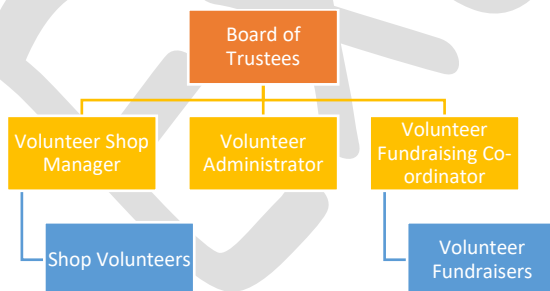 Board of
Trustees
Volunteer Shop
Manager
Volunteer
Administrator
Volunteer
Fundraising Co-
ordinator
Shop Volunteers
Volunteer
Fundraisers